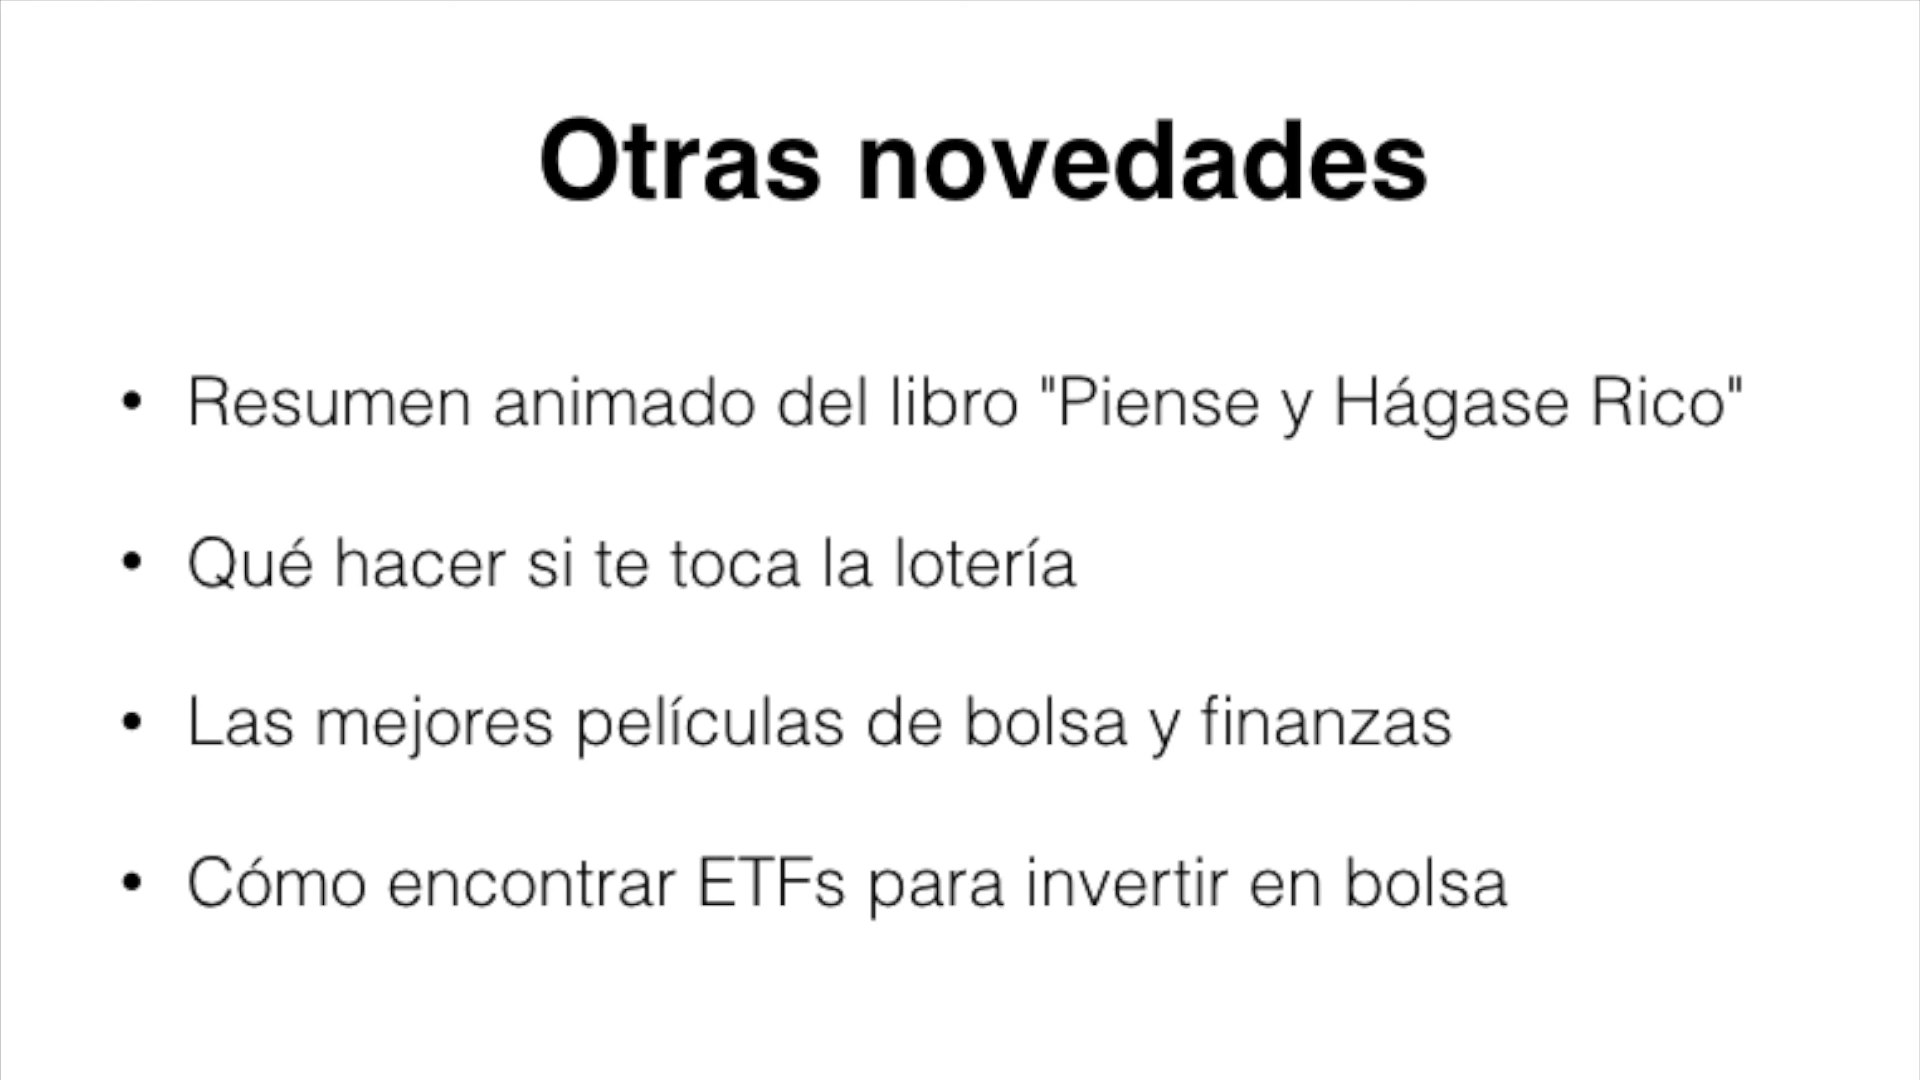 Otras novedades
• Resumen animado del libro "Piense y Hágase Rico"
• Qué hacer si te toca la lotería
• Las mejores películas de bolsa y finanzas
• Cómo encontrar ETFs para invertir en bolsa